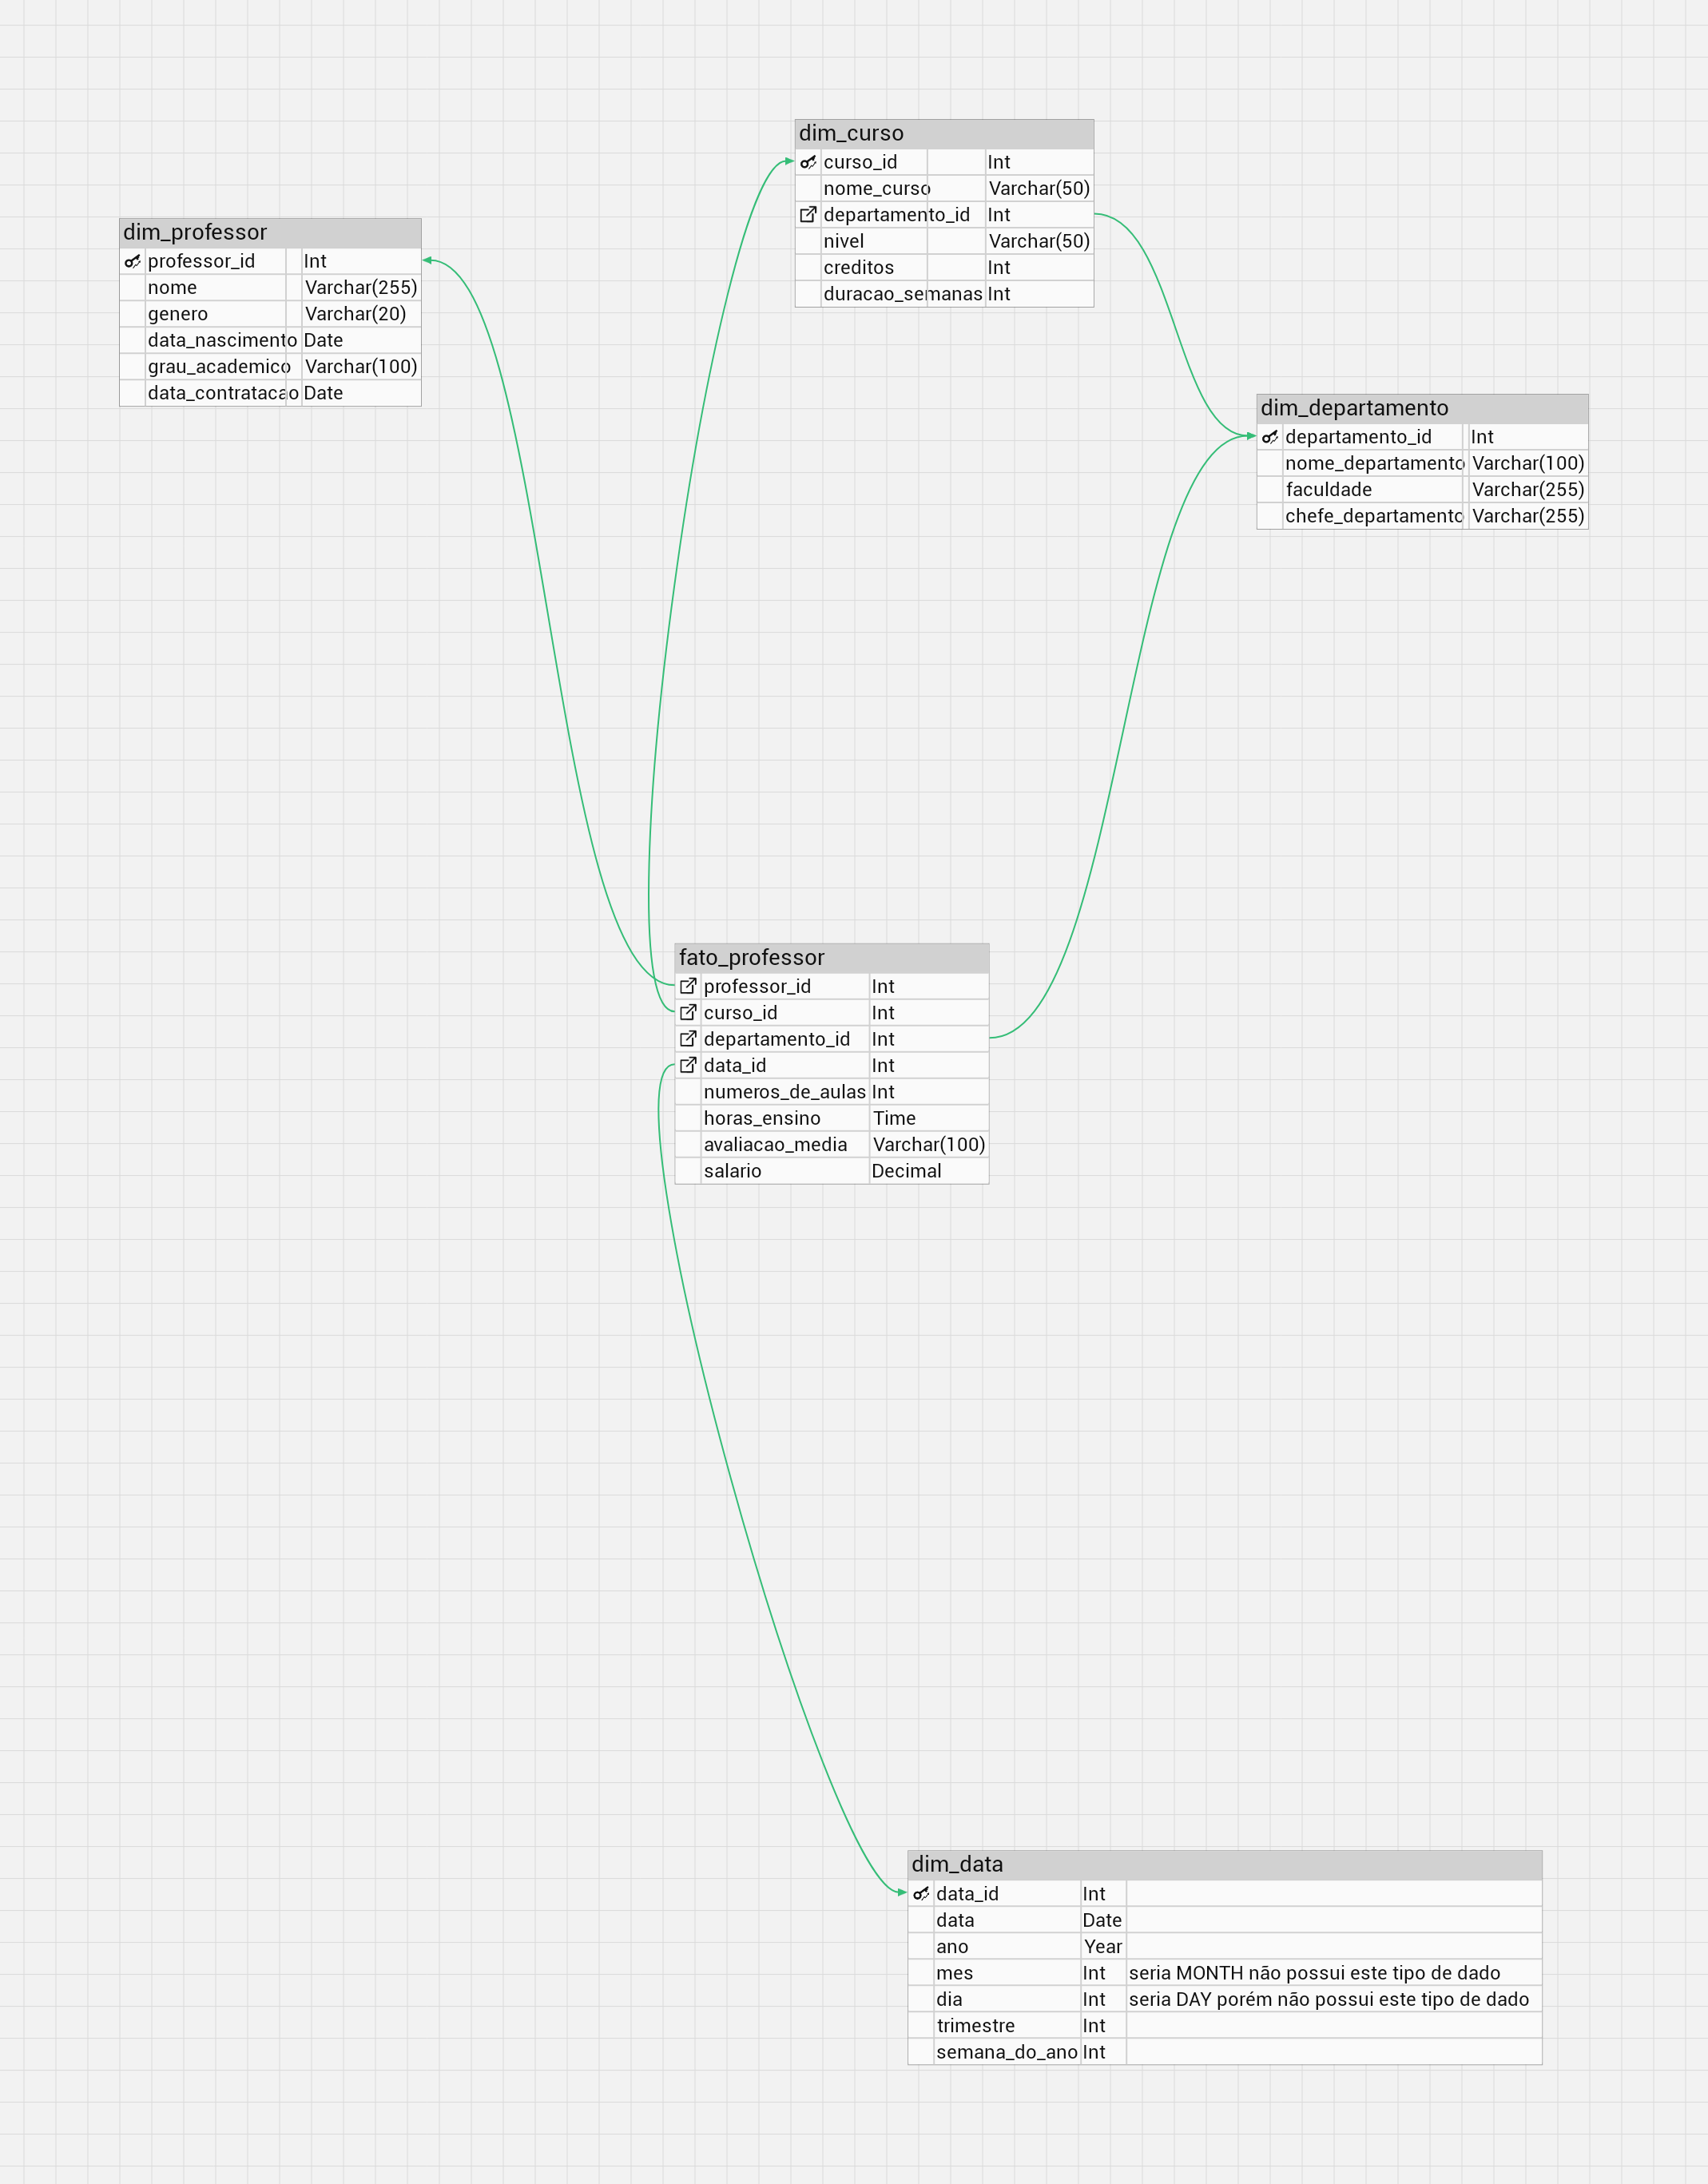 dim_curso
curso_id Int
nome_curso Varchar(50)
departamento_id Int
nivel Varchar(50)
creditos Int
duracao_semanas Int
dim_professor
professor_id Int
nome Varchar(255)
genero Varchar(20)
data_nascimento Date
grau_academico Varchar(100)
data_contratacao Date
dim_departamento
departamento_id Int
nome_departamento Varchar(100)
faculdade Varchar(255)
chefe_departamento Varchar(255)
fato_professor
professor_id Int
curso_id Int
departamento_id Int
data_id Int
numeros_de_aulas Int
horas_ensino Time
avaliacao_media Varchar(100)
salario Decimal
dim_data
data_id Int
data Date
ano Year
mes Int seria MONTH não possui este tipo de dado
dia Int seria DAY porém não possui este tipo de dado
trimestre Int
semana_do_ano Int